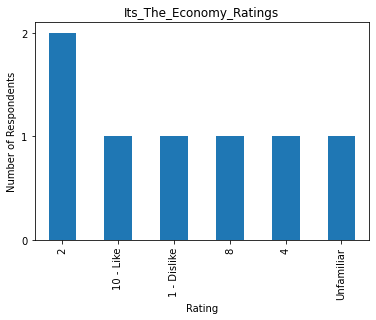 Its_The_Economy_Ratings
Number of Respondents
2
1
0
2
10 - Like
1 - Dislike
8
4
Unfamiliar
Rating